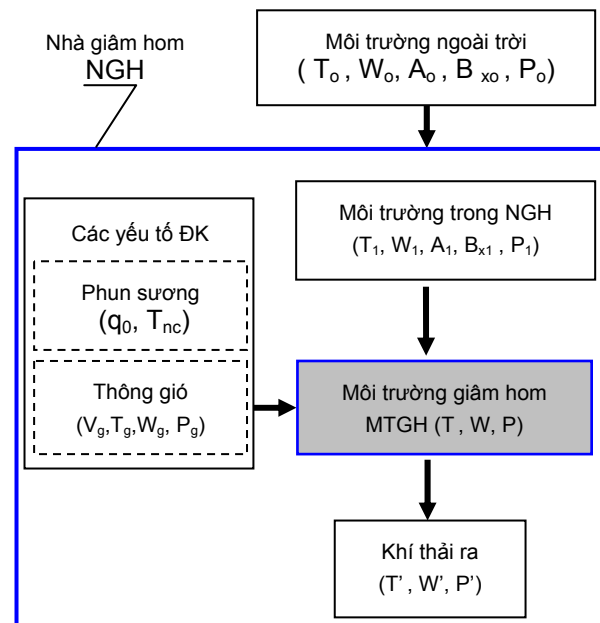 Nhà giâm hom
NGH
Môi trường ngoài trời
( Tₒ , Wₒ, Aₒ , B ₓₒ , Pₒ)
Các yếu tố ĐK
Phun sương
(q₀, Tnc)
Thông gió
(Vg,Tg,Wg, Pg)
Môi trường trong NGH
(T₁, W₁, A₁, Bₓ₁ , P₁)
Môi trường giâm hom
MTGH (T , W, P)
Khí thải ra
(T’ , W', P')